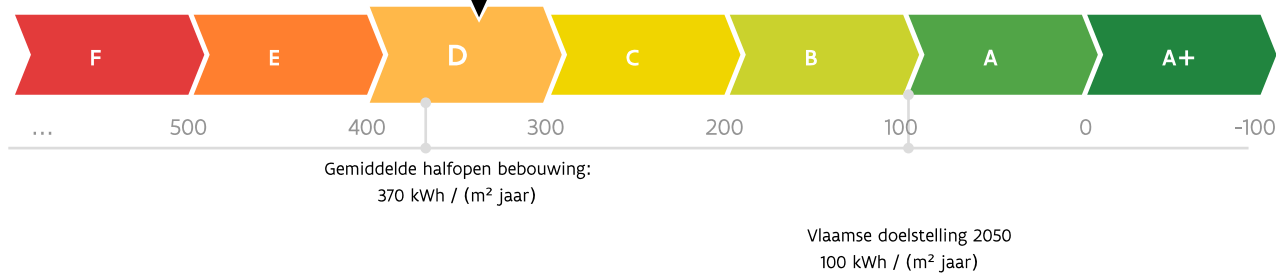 F E D C B A A+
... 500 400 300 200 100 0 -100
Gemiddelde halfopen bebouwing:
370 kWh / (m² jaar)
Vlaamse doelstelling 2050
100 kWh / (m² jaar)